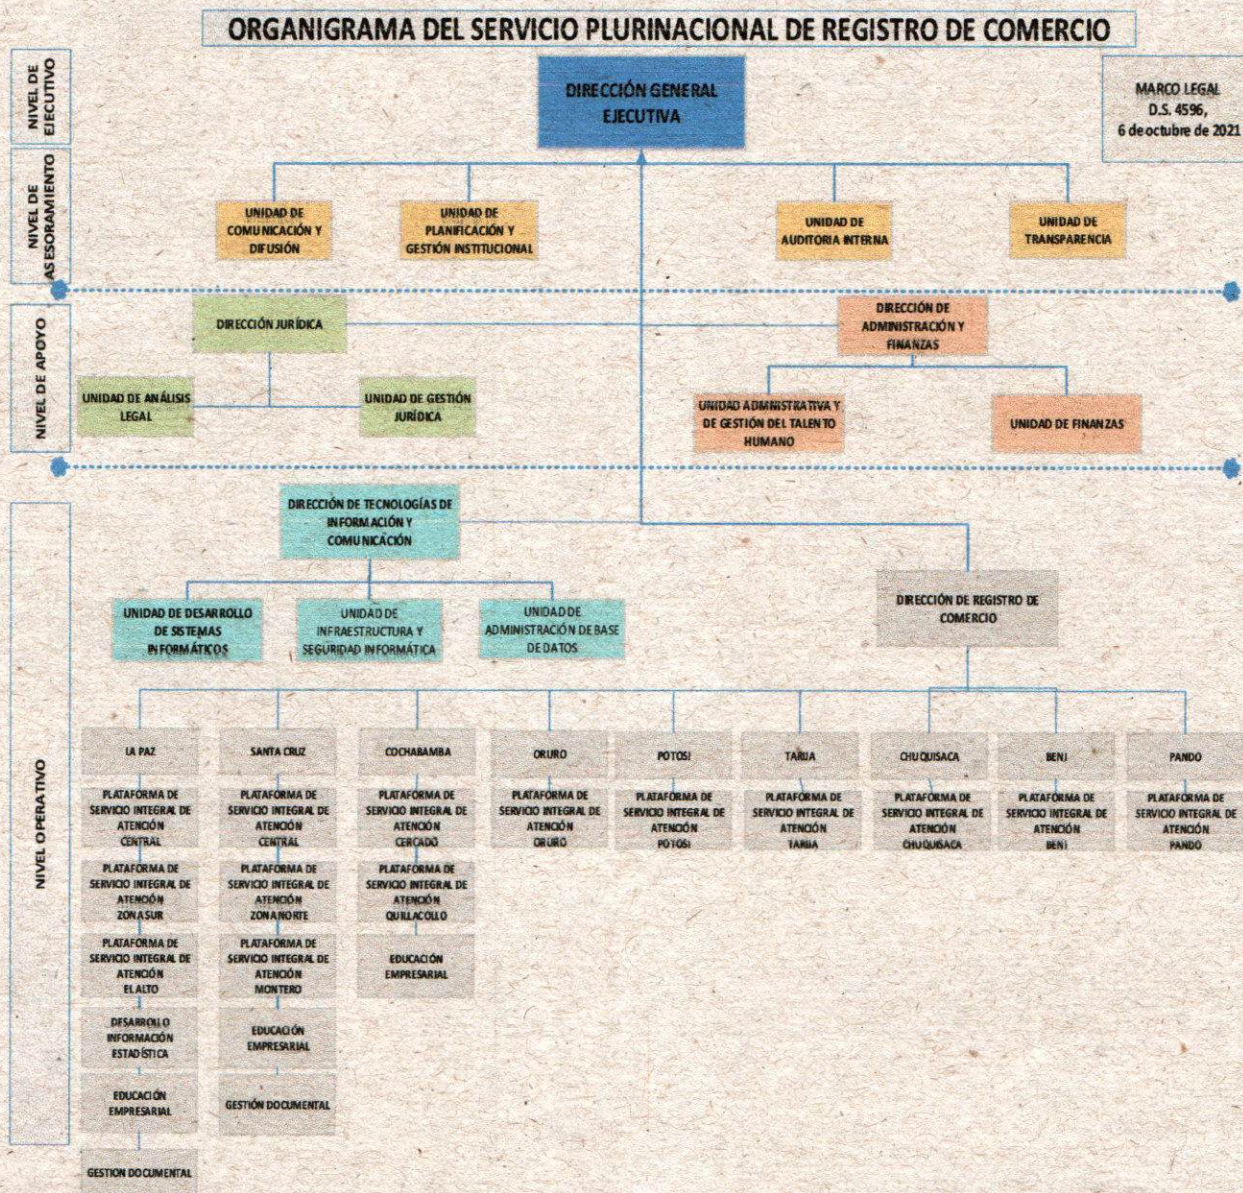 ORGANIGRAMA DEL SERVICIO PLURINACIONAL DE REGISTRO DE COMERCIO
NIVEL DE
EJECUTIVO
DIRECCIÓN GENERAL
EJECUTIVA
MARCO LEGAL
D.S. 4596,
6 de octubre de 2021
NIVEL DE
ASESORAMIENTO
UNIDAD DE
COMUNICACIÓN Y
DIFUSIÓN
UNIDAD DE
PLANIFICACIÓN Y
GESTIÓN INSTITUCIONAL
UNIDAD DE
AUDITORIA INTERNA
UNIDAD DE
TRANSPARENCIA
NIVEL DE APOYO
DIRECCIÓN JURÍDICA
DIRECCIÓN DE
ADMINISTRACIÓN Y
FINANZAS
UNIDAD DE ANÁLISIS
LEGAL
UNIDAD DE GESTIÓN
JURÍDICA
UNIDAD ADMINISTRATIVA Y
DE GESTIÓN DEL TALENTO
HUMANO
UNIDAD DE FINANZAS
NIVEL OPERATIVO
DIRECCIÓN DE TECNOLOGÍAS DE
INFORMACIÓN Y
COMUNICACIÓN
UNIDAD DE DESARROLLO
DE SISTEMAS
INFORMÁTICOS
UNIDAD DE
INFRAESTRUCTURA Y
SEGURIDAD INFORMÁTICA
UNIDAD DE
ADMINISTRACIÓN DE BASE
DE DATOS
DIRECCIÓN DE REGISTRO DE
COMERCIO
LA PAZ
PLATAFORMA DE
SERVICIO INTEGRAL DE
ATENCIÓN
CENTRAL
PLATAFORMA DE
SERVICIO INTEGRAL DE
ATENCIÓN
ZONA SUR
PLATAFORMA DE
SERVICIO INTEGRAL DE
ATENCIÓN
EL ALTO
DESARROLLO
INFORMACIÓN
ESTADÍSTICA
EDUCACIÓN
EMPRESARIAL
GESTION DOCUMENTAL
SANTA CRUZ
PLATAFORMA DE
SERVICIO INTEGRAL DE
ATENCIÓN
CENTRAL
PLATAFORMA DE
SERVICIO INTEGRAL DE
ATENCIÓN
ZONA NORTE
PLATAFORMA DE
SERVICIO INTEGRAL DE
ATENCIÓN
MONTERO
EDUCACIÓN
EMPRESARIAL
GESTIÓN DOCUMENTAL
COCHABAMBA
PLATAFORMA DE
SERVICIO INTEGRAL DE
ATENCIÓN
CERCADO
PLATAFORMA DE
SERVICIO INTEGRAL DE
ATENCIÓN
QUILLACOLLO
EDUCACIÓN
EMPRESARIAL
ORURO
PLATAFORMA DE
SERVICIO INTEGRAL DE
ATENCIÓN
ORURO
POTOSI
PLATAFORMA DE
SERVICIO INTEGRAL DE
ATENCIÓN
POTOSI
TARIJA
PLATAFORMA DE
SERVICIO INTEGRAL DE
ATENCIÓN
TARIJA
CHUQUISACA
PLATAFORMA DE
SERVICIO INTEGRAL DE
ATENCIÓN
CHUQUISACA
BENI
PLATAFORMA DE
SERVICIO INTEGRAL DE
ATENCIÓN
BENI
PANDO
PLATAFORMA DE
SERVICIO INTEGRAL DE
ATENCIÓN
PANDO